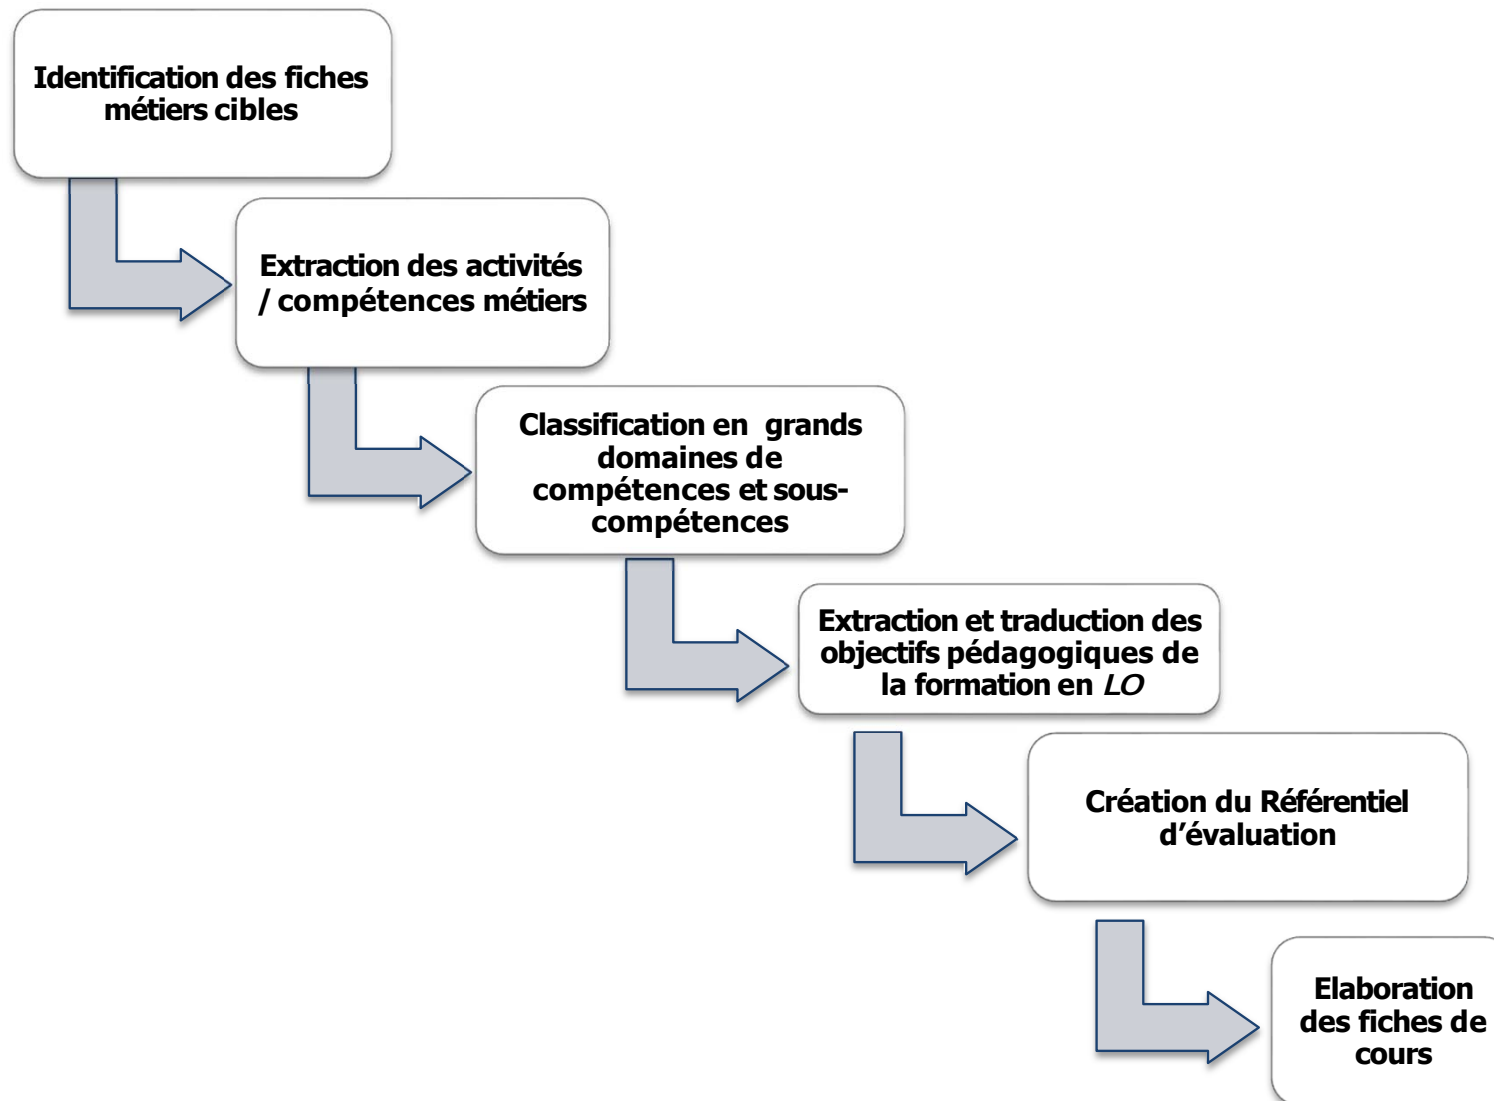 Identification des fiches
métiers cibles
Extraction des activités
/ compétences métiers
Classification en grands
domaines de
compétences et sous-
compétences
Extraction et traduction des
objectifs pédagogiques de
la formation en LO
Création du Référentiel
d’évaluation
Elaboration
des fiches de
cours